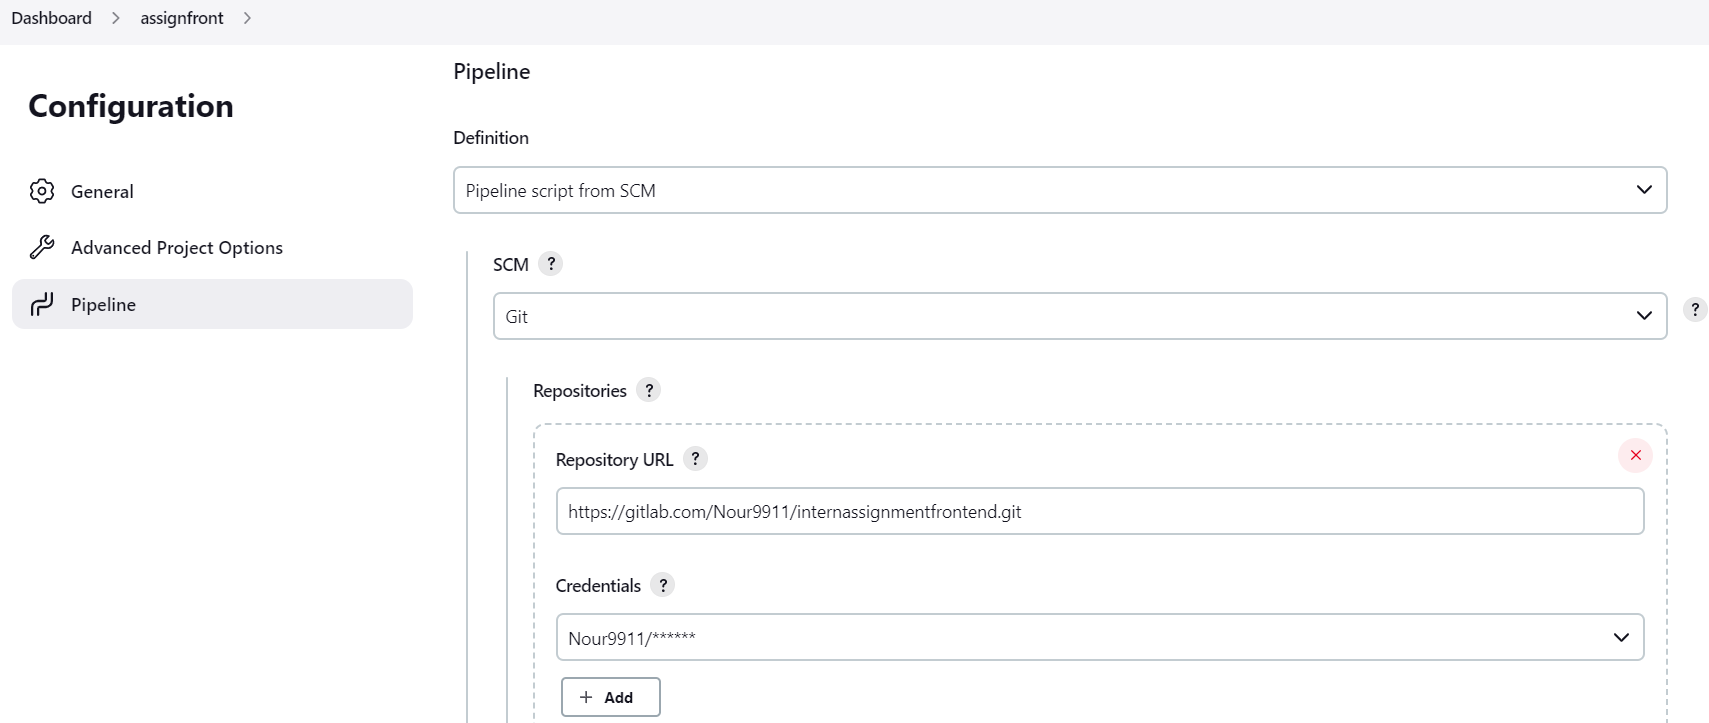 Dashboard > assignfront >
Configuration
General
Advanced Project Options
Pipeline
Pipeline
Definition
Pipeline script from SCM
SCM ?
Git
?
Repositories ?
Repository URL ?
https://gitlab.com/Nour9911/internassignmentfrontend.git
Credentials ?
Nour9911/******
+ Add